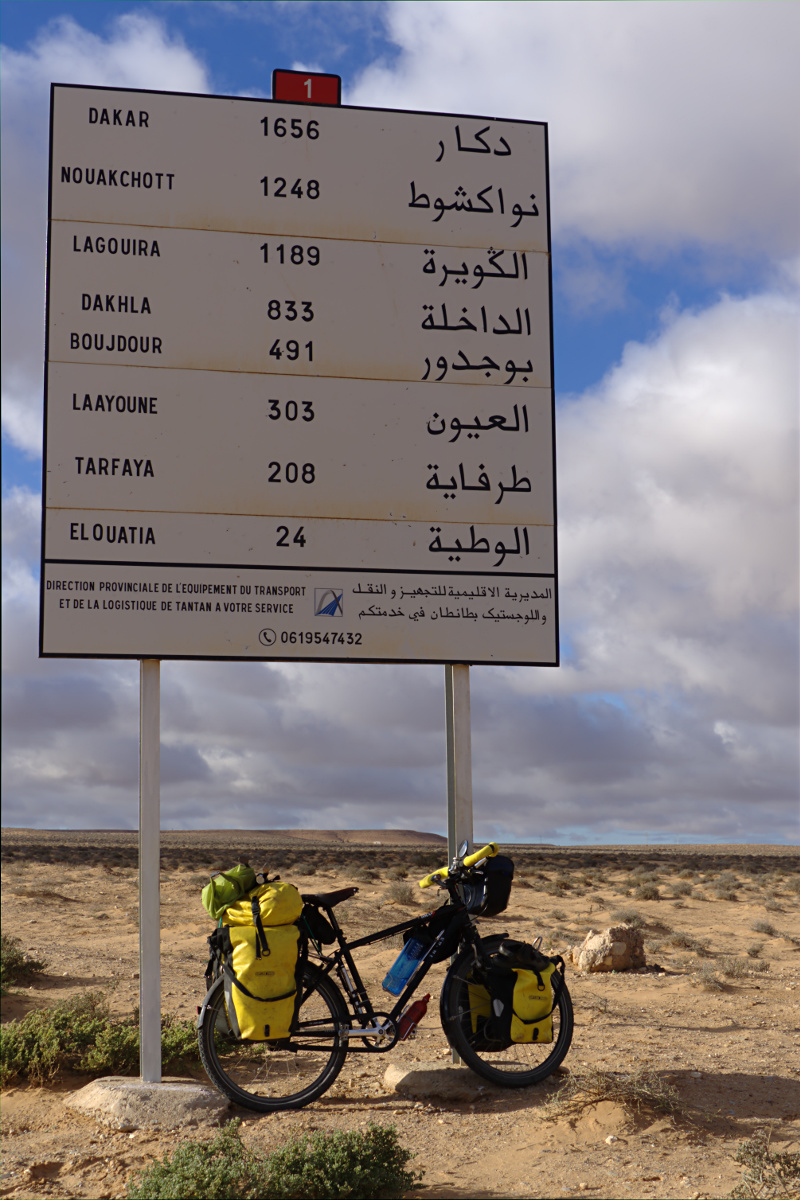 1
DAKAR 1656 دكار
NOUAKCHOTT 1248 نواكشوط
LAGOUIRA 1189 الݣويرة
DAKHLA 833 الداخلة
BOUJDOUR 491 بوجدور
LAAYOUNE 303 العيون
TARFAYA 208 طرفاية
ELOUATIA 24 الوطية
DIRECTION PROVINCIALE DE L'EQUIPEMENT DU TRANSPORT
ET DE LA LOGISTIQUE DE TANTAN A VOTRE SERVICE
المديرية الاقليمية للتجهيز و النقل
واللوجستيك بطانطان في خدمتكم
0619547432